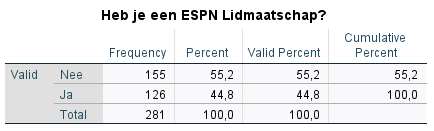 Heb je een ESPN Lidmaatschap?
Frequency Percent Valid Percent Cumulative Percent
Valid Nee 155 55,2 55,2 55,2
Ja 126 44,8 44,8 100,0
Total 281 100,0 100,0